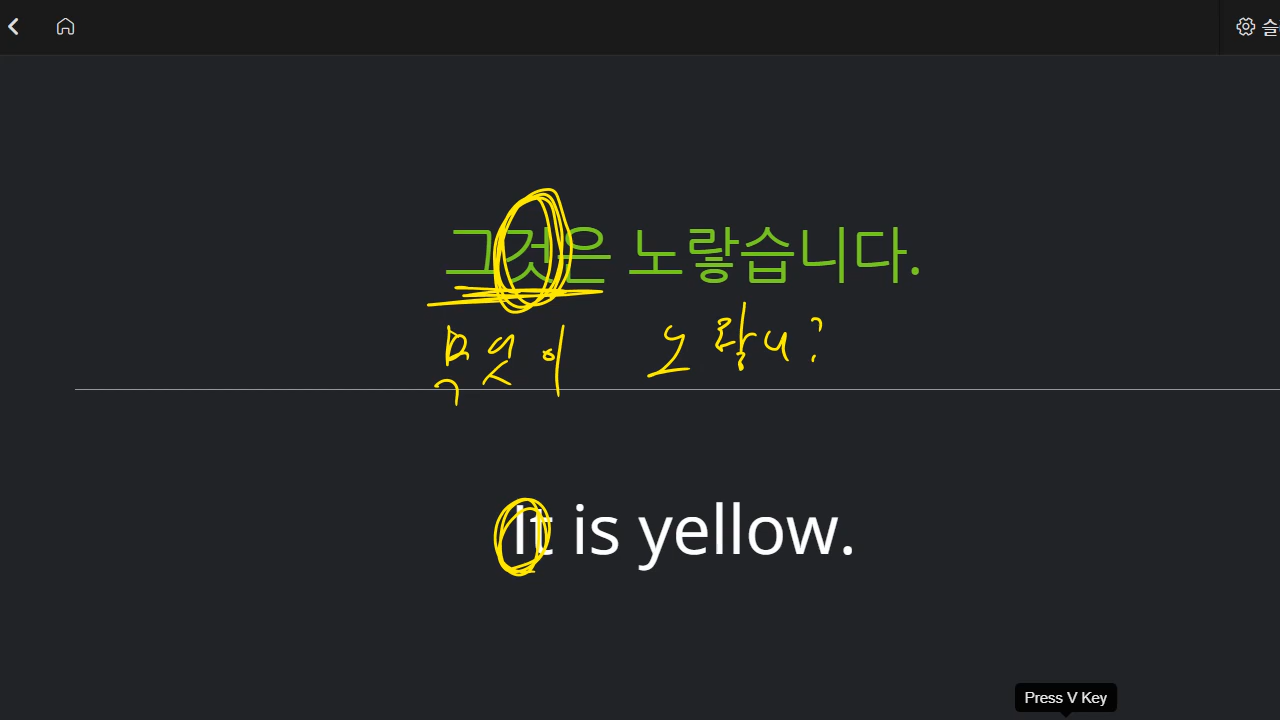 슬
그것은 노랗습니다.
무엇이 노랗니?
It is yellow.
Press V Key